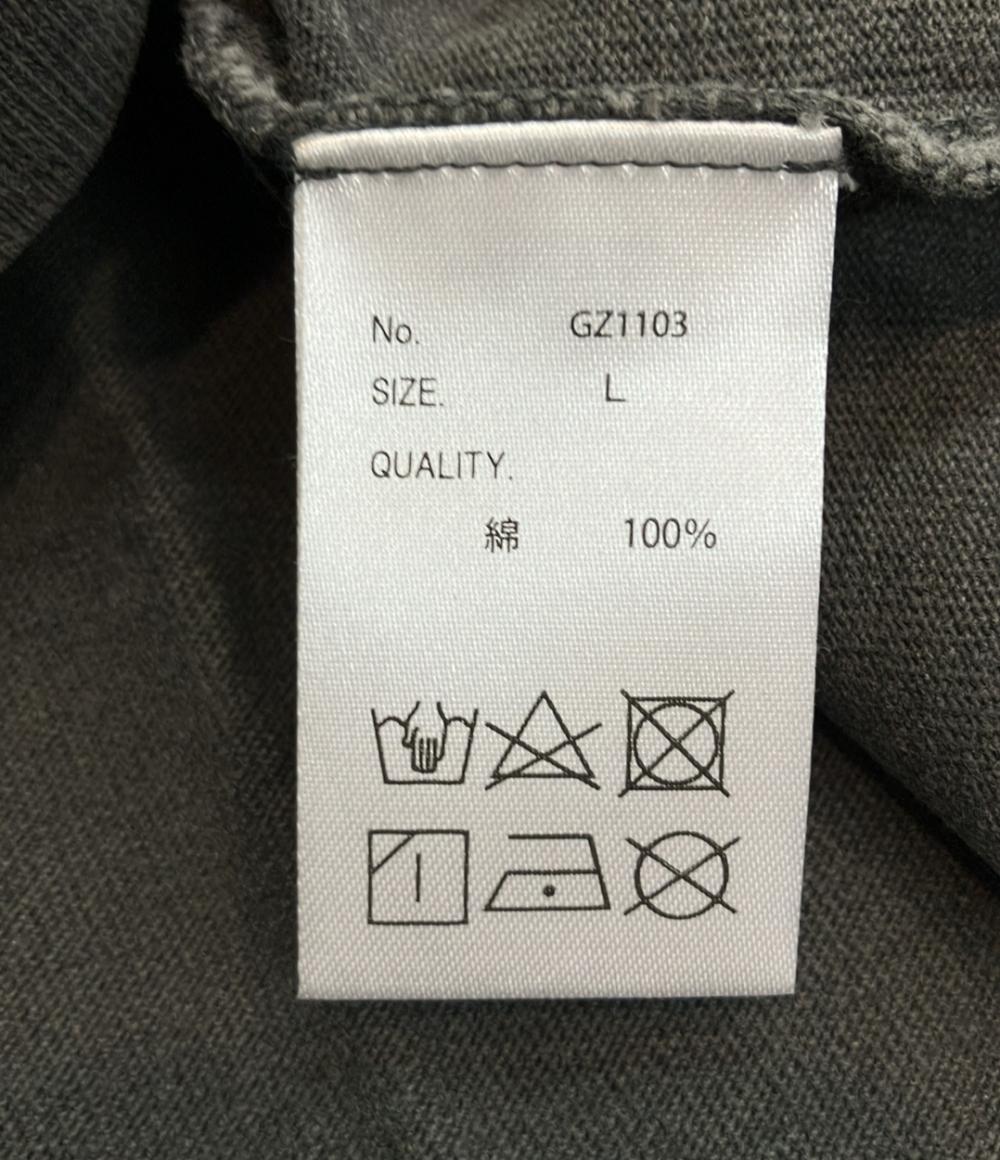 No. GZ1103
SIZE. L
QUALITY.
綿 100%